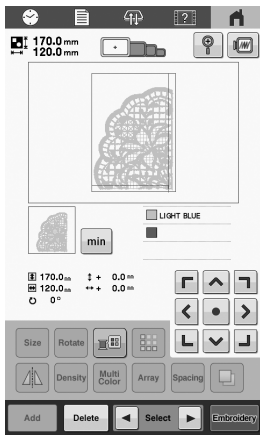 ?
170.0 mm
120.0 mm
+
LIGHT BLUE
min
170.0 mm + 0.0 mm
120.0 mm + 0.0 mm
0°
Size Rotate
Density Multi Color Array Spacing
Add Delete Select Embroidery